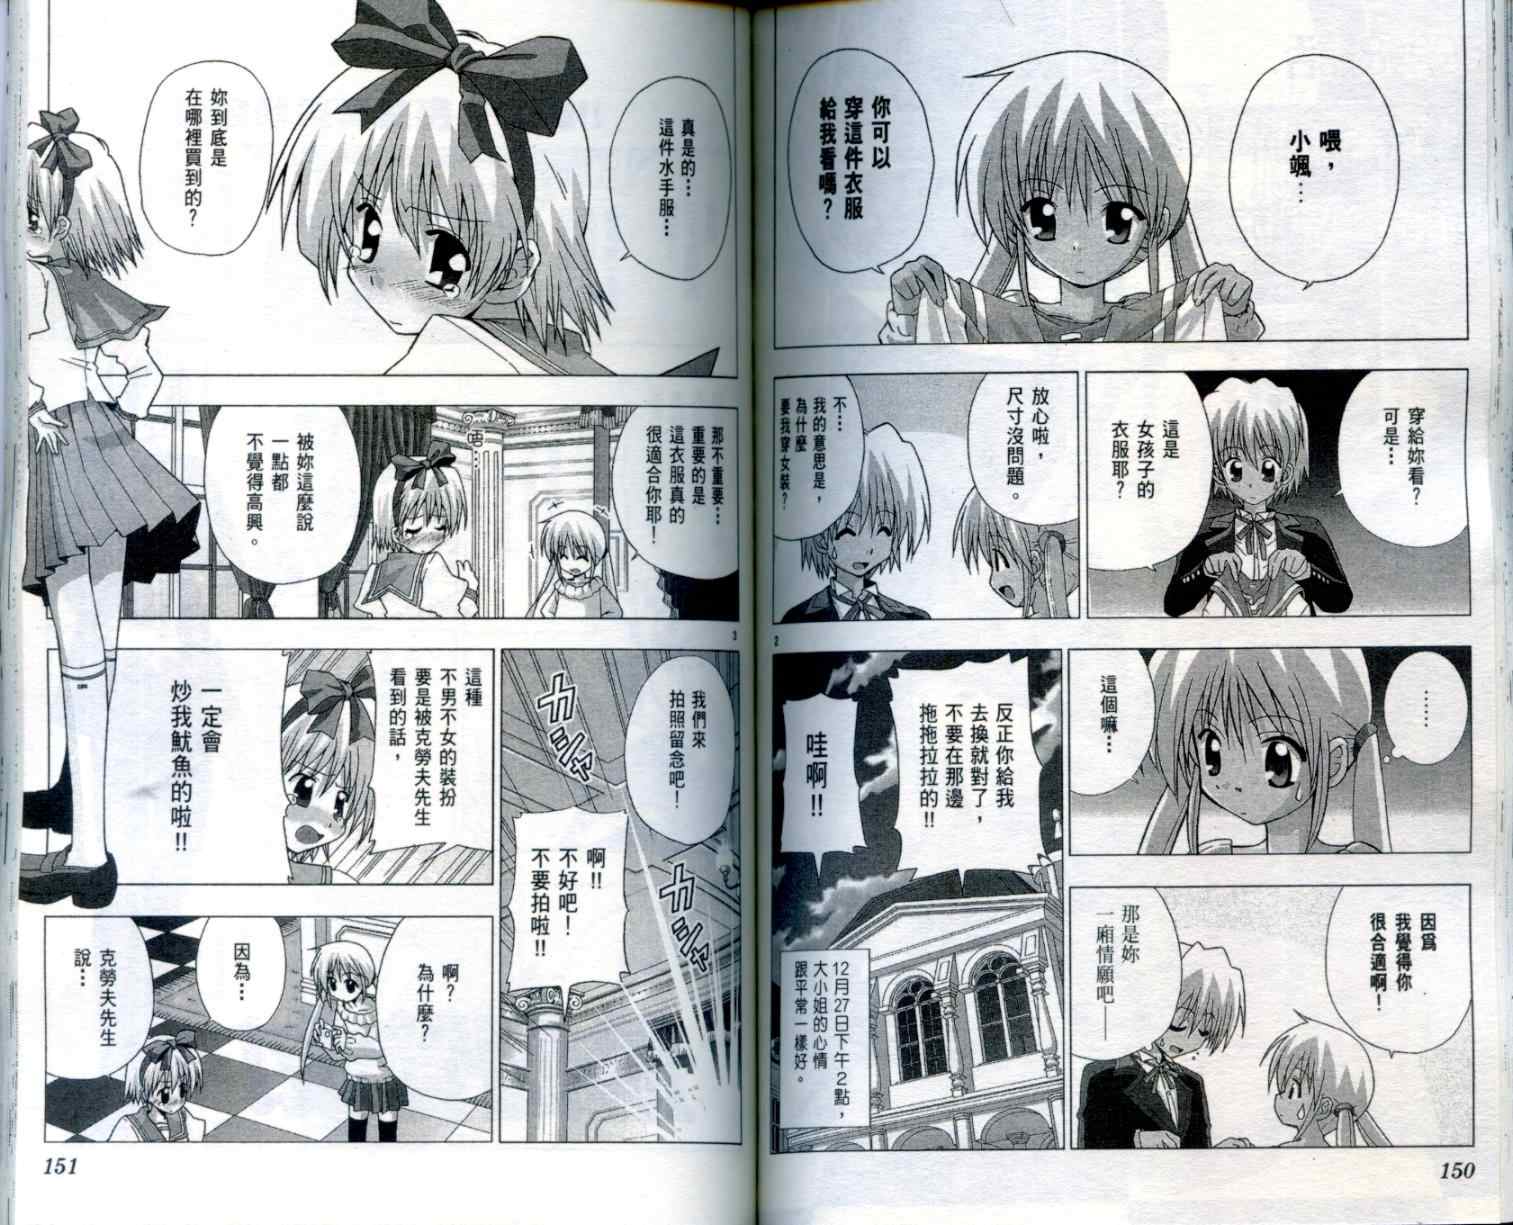 喂，
小颯…
你可以
穿這件衣服
給我看嗎？
穿給妳看？
可是…
這是
女孩子的
衣服耶？
放心啦，
尺寸沒問題。
不…
我的意思是，
為什麼
要我穿女裝？
……
這個嘛…
因為
我覺得你
很合適啊！
那是妳
一廂情願吧——
反正你給我
去換就對了，
不要在那邊
拖拖拉拉的!!
哇啊!!
12月27日下午2點，
大小姐的心情
跟平常一樣好。
2
150
真是的…
這件水手服…
妳到底是
在哪裡買到的？
那不重要…
重要的是
這衣服真的
很適合你耶！
唔…
被妳這麼說
一點都
不覺得高興。
3
我們來
拍照留念吧！
カシャ
カシャ
啊!!
不好吧！
不要拍啦!!
這種
不男不女的裝扮
要是被克勞夫先生
看到的話，
一定會
炒我魷魚的啦!!
啊？
為什麼？
因為…
克勞夫先生
說…
151